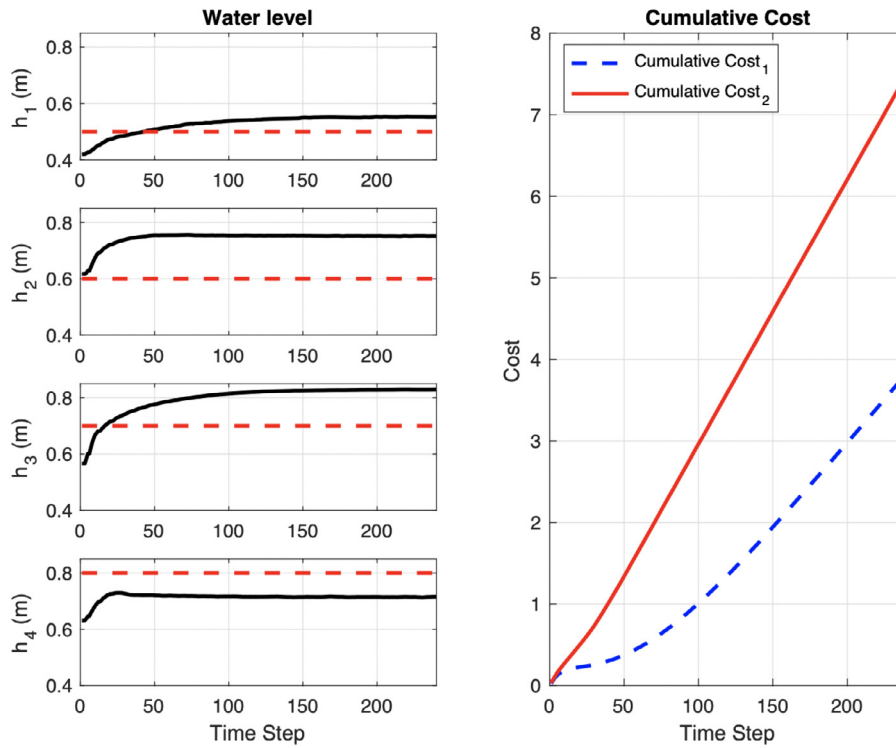 Water level
0.8
0.6
0.4
h1 (m)
0 50 100 150 200
0.8
0.6
0.4
h2 (m)
0 50 100 150 200
0.8
0.6
0.4
h3 (m)
0 50 100 150 200
0.8
0.6
0.4
h4 (m)
0 50 100 150 200
Time Step
Cumulative Cost
Cumulative Cost1
Cumulative Cost2
8
7
6
5
4
3
2
1
0
Cost
0 50 100 150 200
Time Step